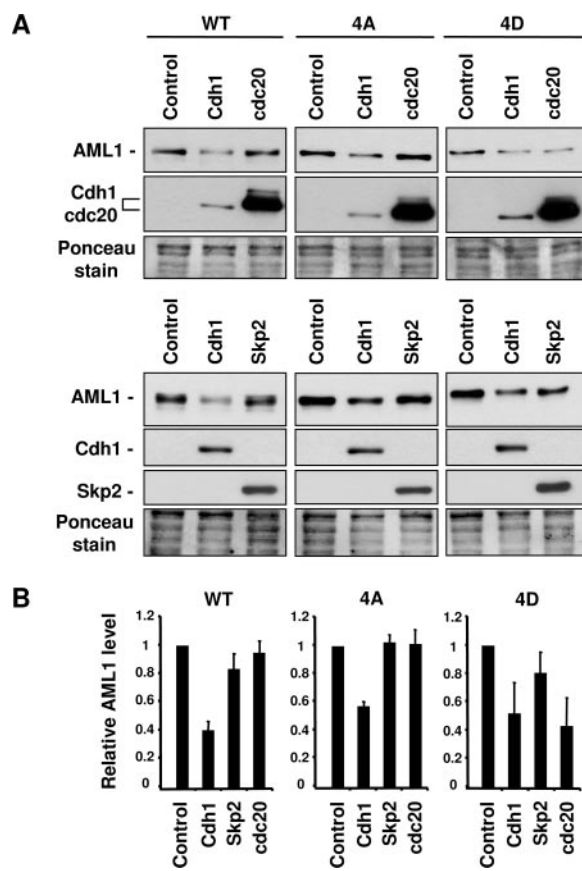 A
WT 4A 4D
Control Cdh1 cdc20 Control Cdh1 cdc20 Control Cdh1 cdc20
AML1 -
Cdh1
cdc20
Ponceau
stain
Control Cdh1 Skp2 Control Cdh1 Skp2 Control Cdh1 Skp2
AML1 -
Cdh1 -
Skp2 -
Ponceau
stain
B
WT 4A 4D
Relative AML1 level
1.2 1.2 1.2
1 1 1
0.8 0.8 0.8
0.6 0.6 0.6
0.4 0.4 0.4
0.2 0.2 0.2
0 0 0
Control Cdh1 Skp2 cdc20 Control Cdh1 Skp2 cdc20 Control Cdh1 Skp2 cdc20